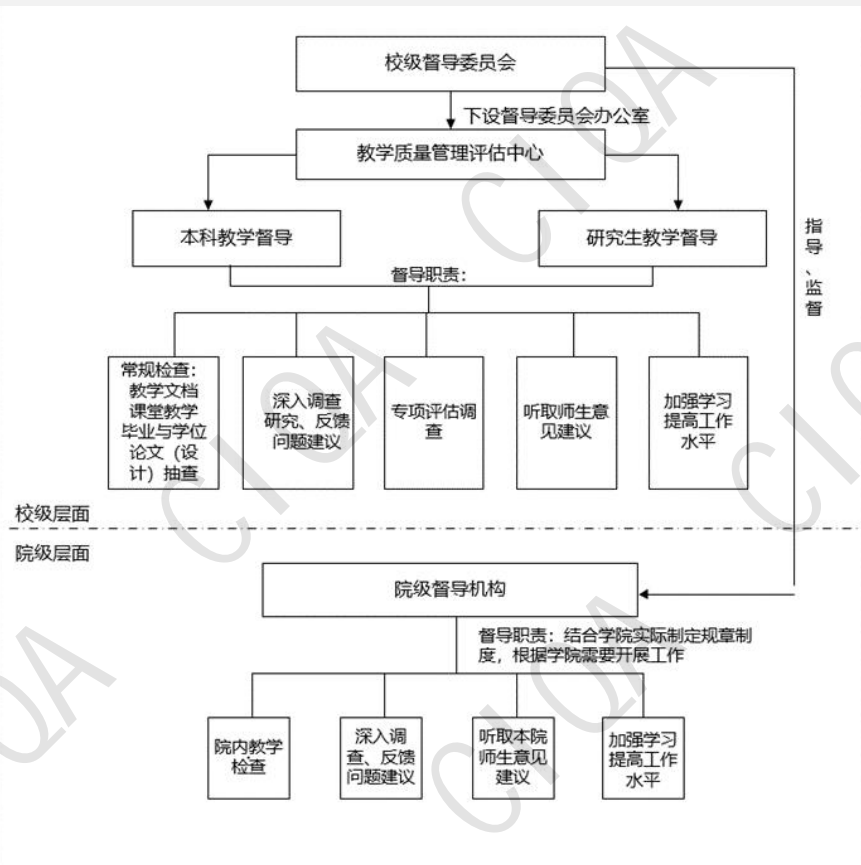 校级督导委员会
下设督导委员会办公室
教学质量管理评估中心
本科教学督导
研究生教学督导
指导、监督
督导职责：
常规检查：
教学文档
课堂教学
毕业与学位
论文（设
计）抽查
深入调查
研究、反馈
问题建议
专项评估调
查
听取师生意
见建议
加强学习
提高工作
水平
校级层面
院级层面
院级督导机构
督导职责：结合学院实际制定规章制
度，根据学院需要开展工作
院内教学
检查
深入调
查、反馈
问题建议
听取本院
师生意见
建议
加强学习
提高工作
水平
CIQA
CIQA
CIQA
CIQA
QA